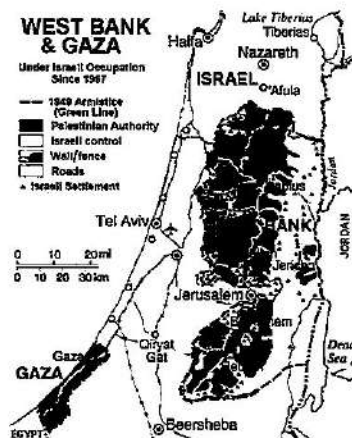 WEST BANK
& GAZA
Under Israeli Occupation
Since 1967
1949 Armistice
(Green Line)
Palestinian Authority
Israeli control
Wall/fence
Roads
Israeli Settlement
Lake Tiberius
Tiberias
Haifa
Nazareth
ISRAEL
Afula
Jordan
JORDAN
BANK
Tel Aviv
0 10 20mi
0 10 20 30km
Jerusalem
Dead
Sea
Qiryat
Gat
Gaza
GAZA
EGYPT
Beersheba